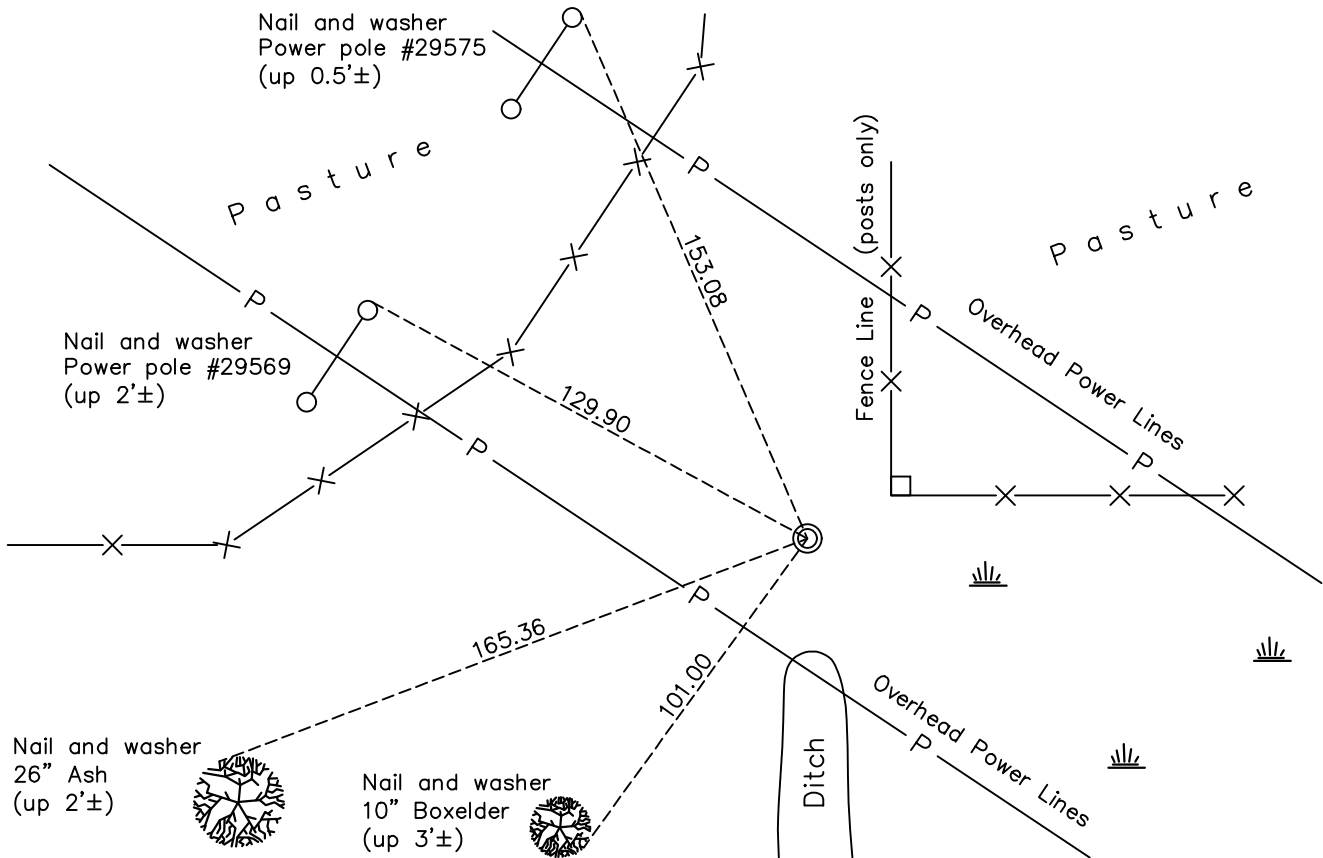 Nail and washer
Power pole #29575
(up 0.5'±)
Pasture
P
153.08
Fence Line (posts only)
Pasture
P
P
Overhead Power Lines
Nail and washer
Power pole #29569
(up 2'±)
129.90
P
P
165.36
P
101.00
Overhead Power Lines
Nail and washer
26" Ash
(up 2'±)
Nail and washer
10" Boxelder
(up 3'±)
Ditch
P